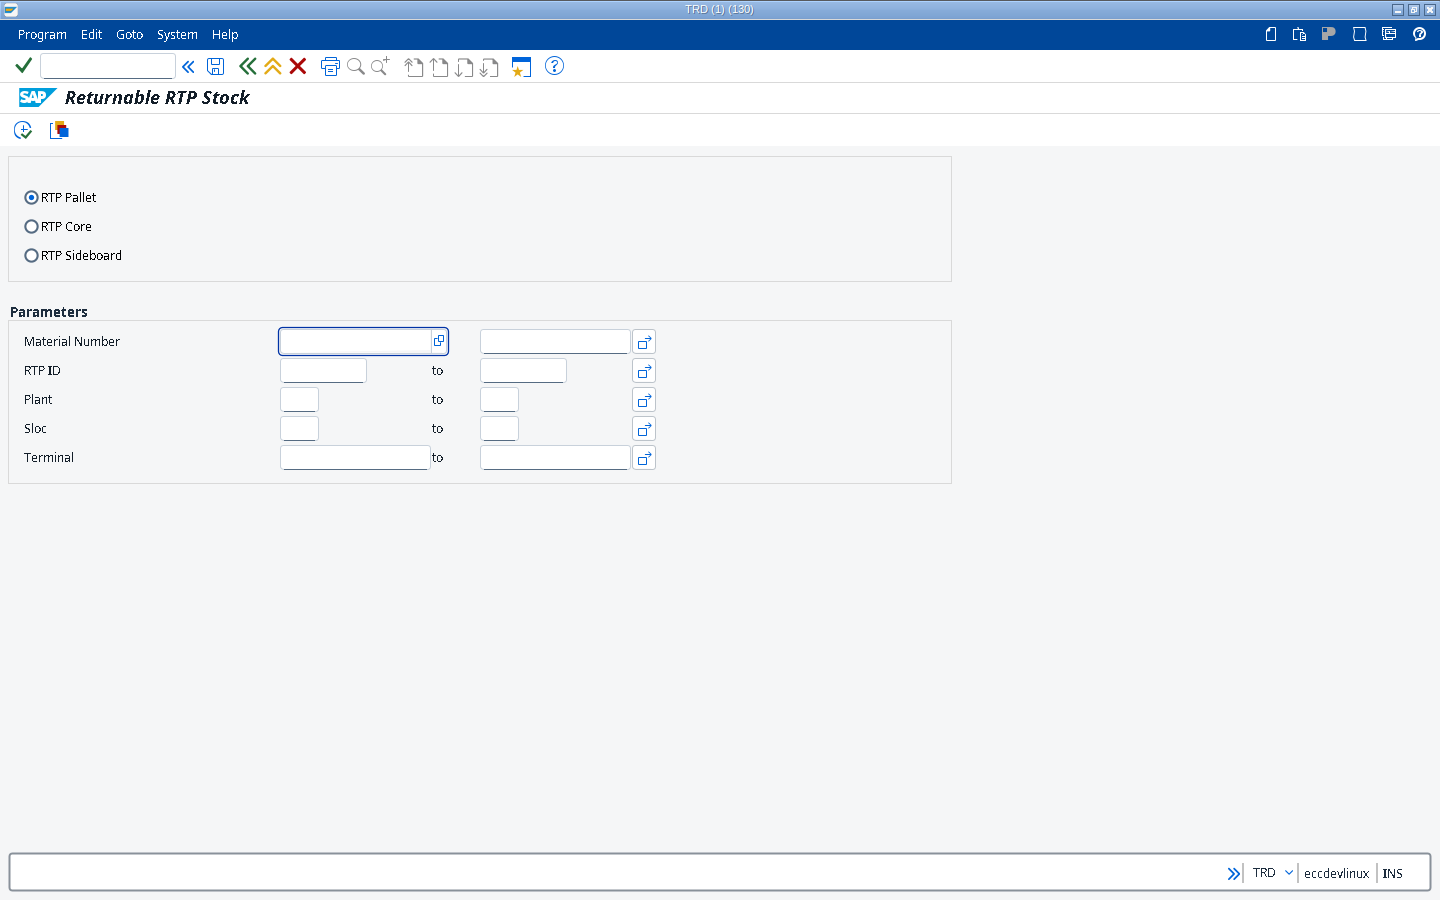 TRD (1) (130)
Program Edit Goto System Help
SAP Returnable RTP Stock
RTP Pallet
RTP Core
RTP Sideboard
Parameters
Material Number
RTP ID to
Plant to
Sloc to
Terminal to
TRD eccdevlinux INS